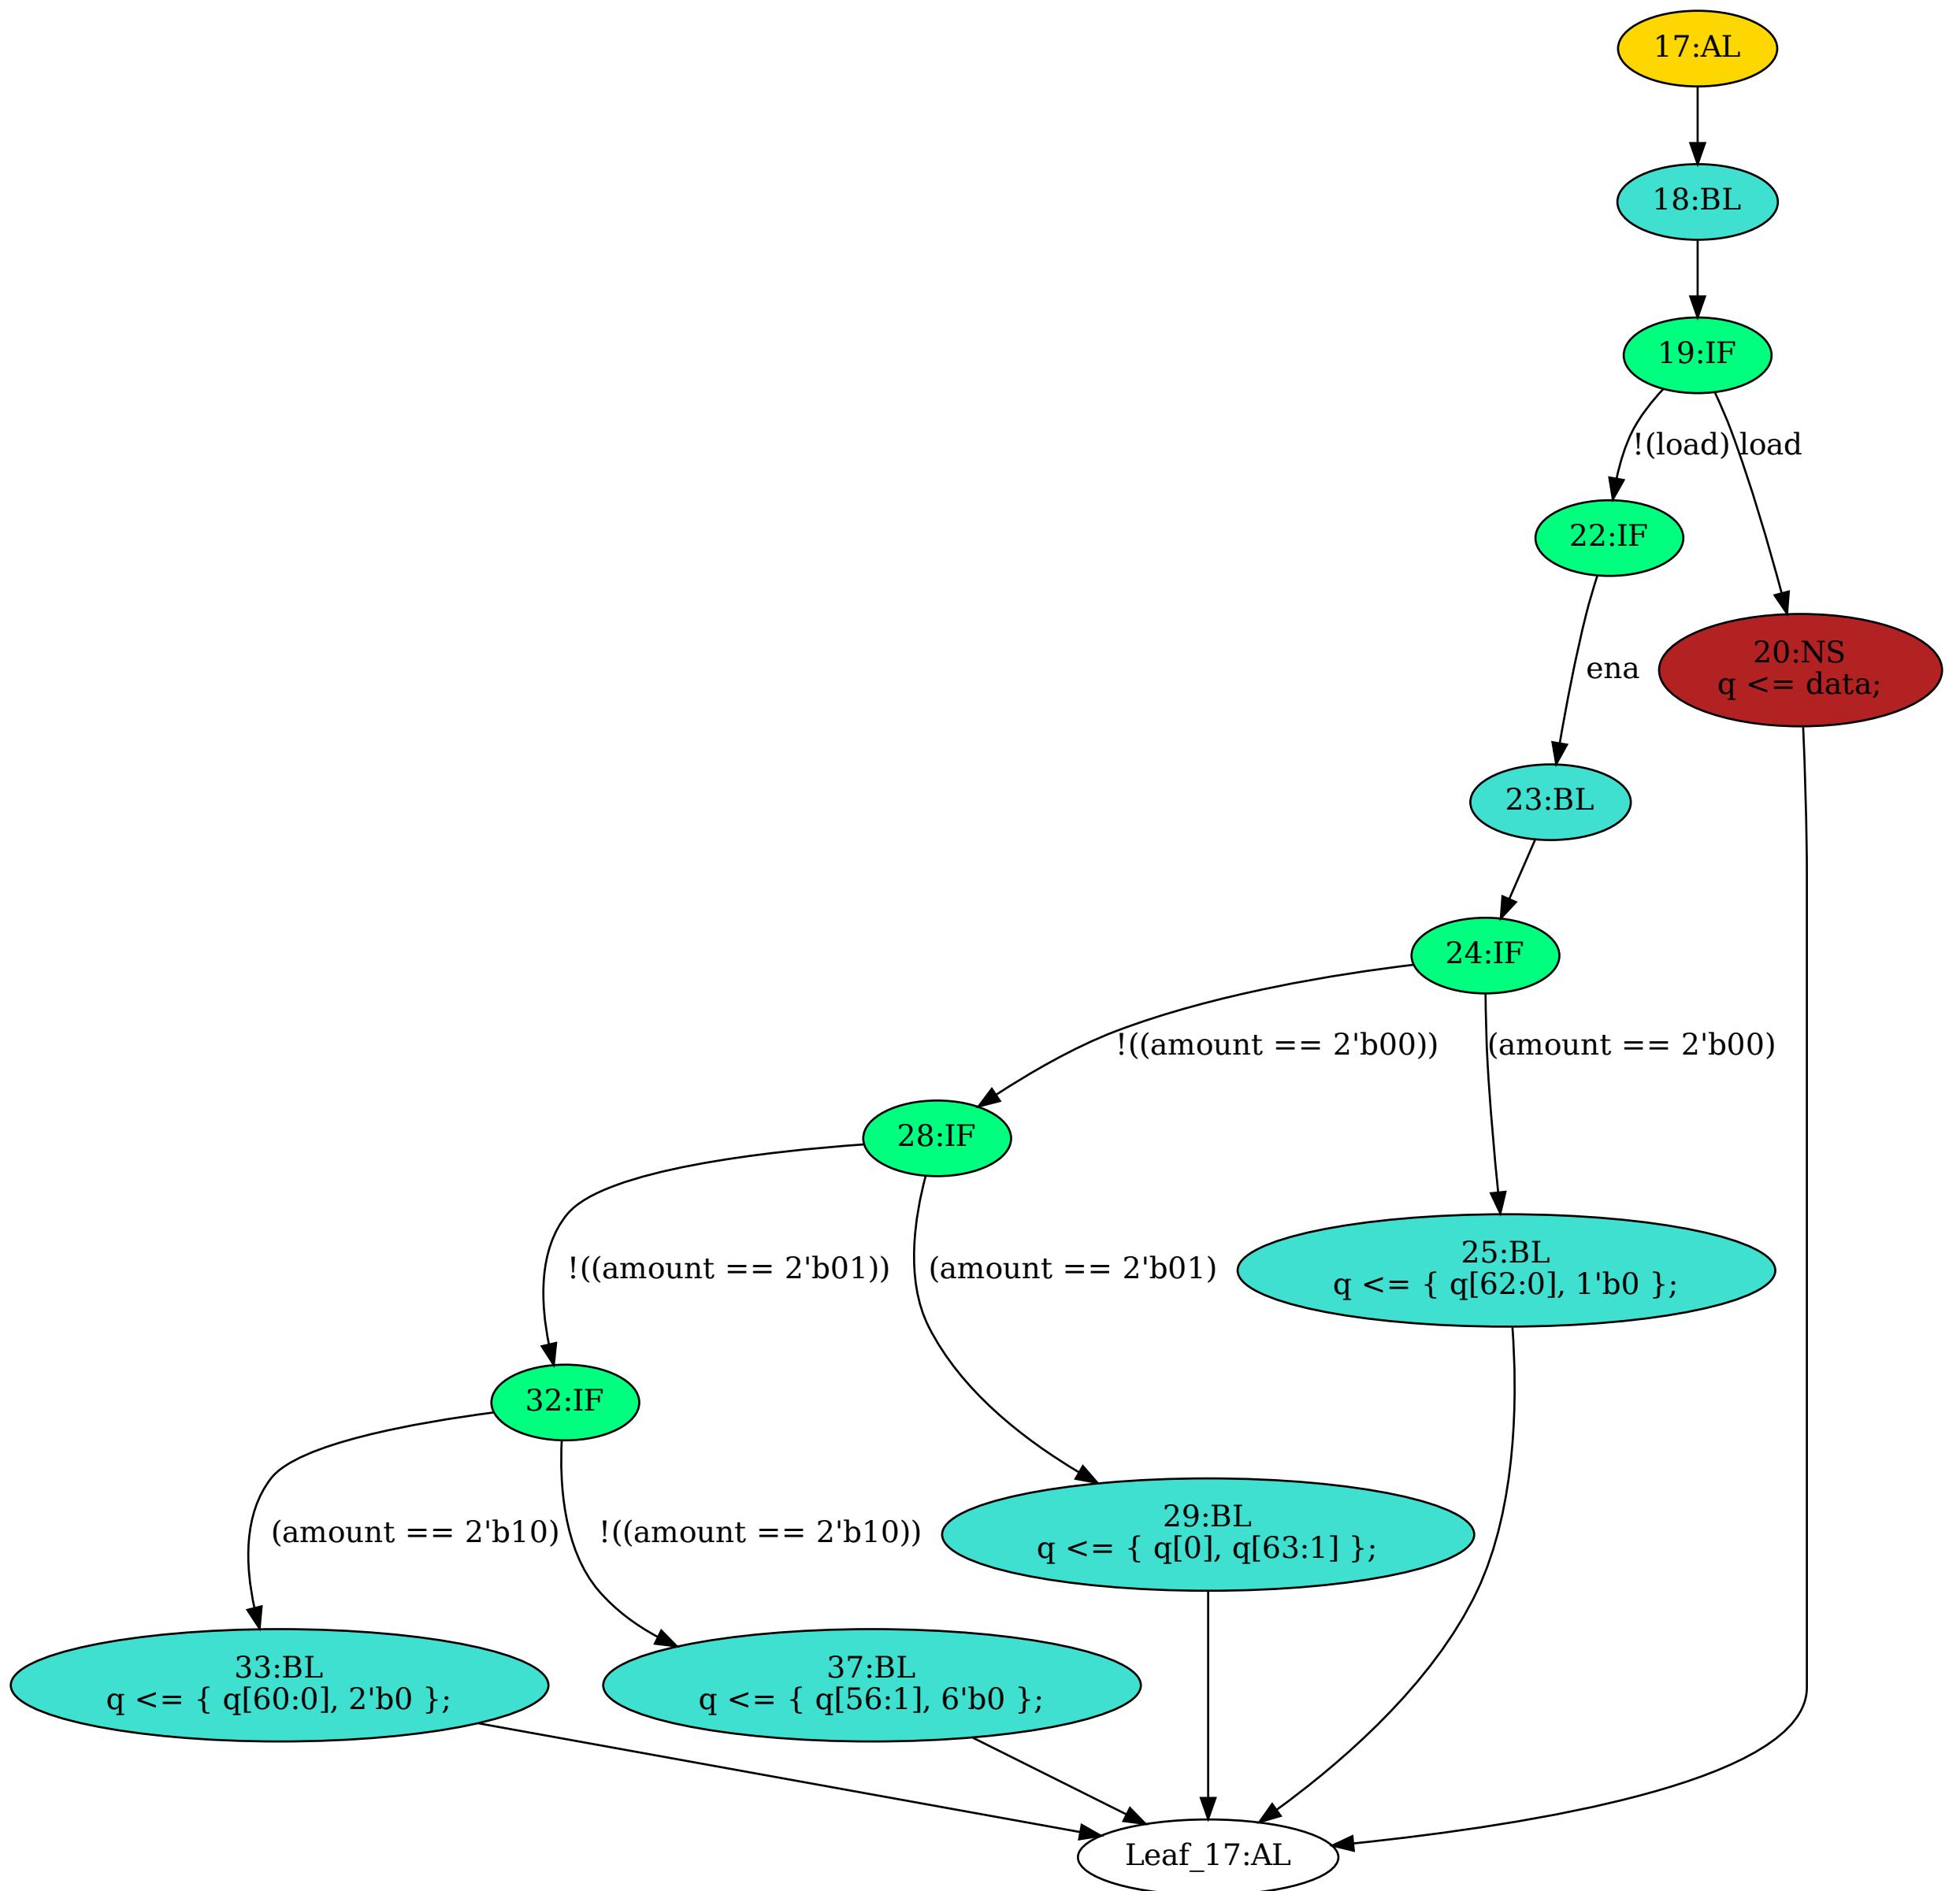 17:AL
18:BL
19:IF
!(load)
load
22:IF
20:NS
q <= data;
ena
23:BL
24:IF
!((amount == 2'b00))
(amount == 2'b00)
28:IF
!((amount == 2'b01))
(amount == 2'b01)
25:BL
q <= { q[62:0], 1'b0 };
32:IF
(amount == 2'b10)
!((amount == 2'b10))
29:BL
q <= { q[0], q[63:1] };
33:BL
q <= { q[60:0], 2'b0 };
37:BL
q <= { q[56:1], 6'b0 };
Leaf_17:AL